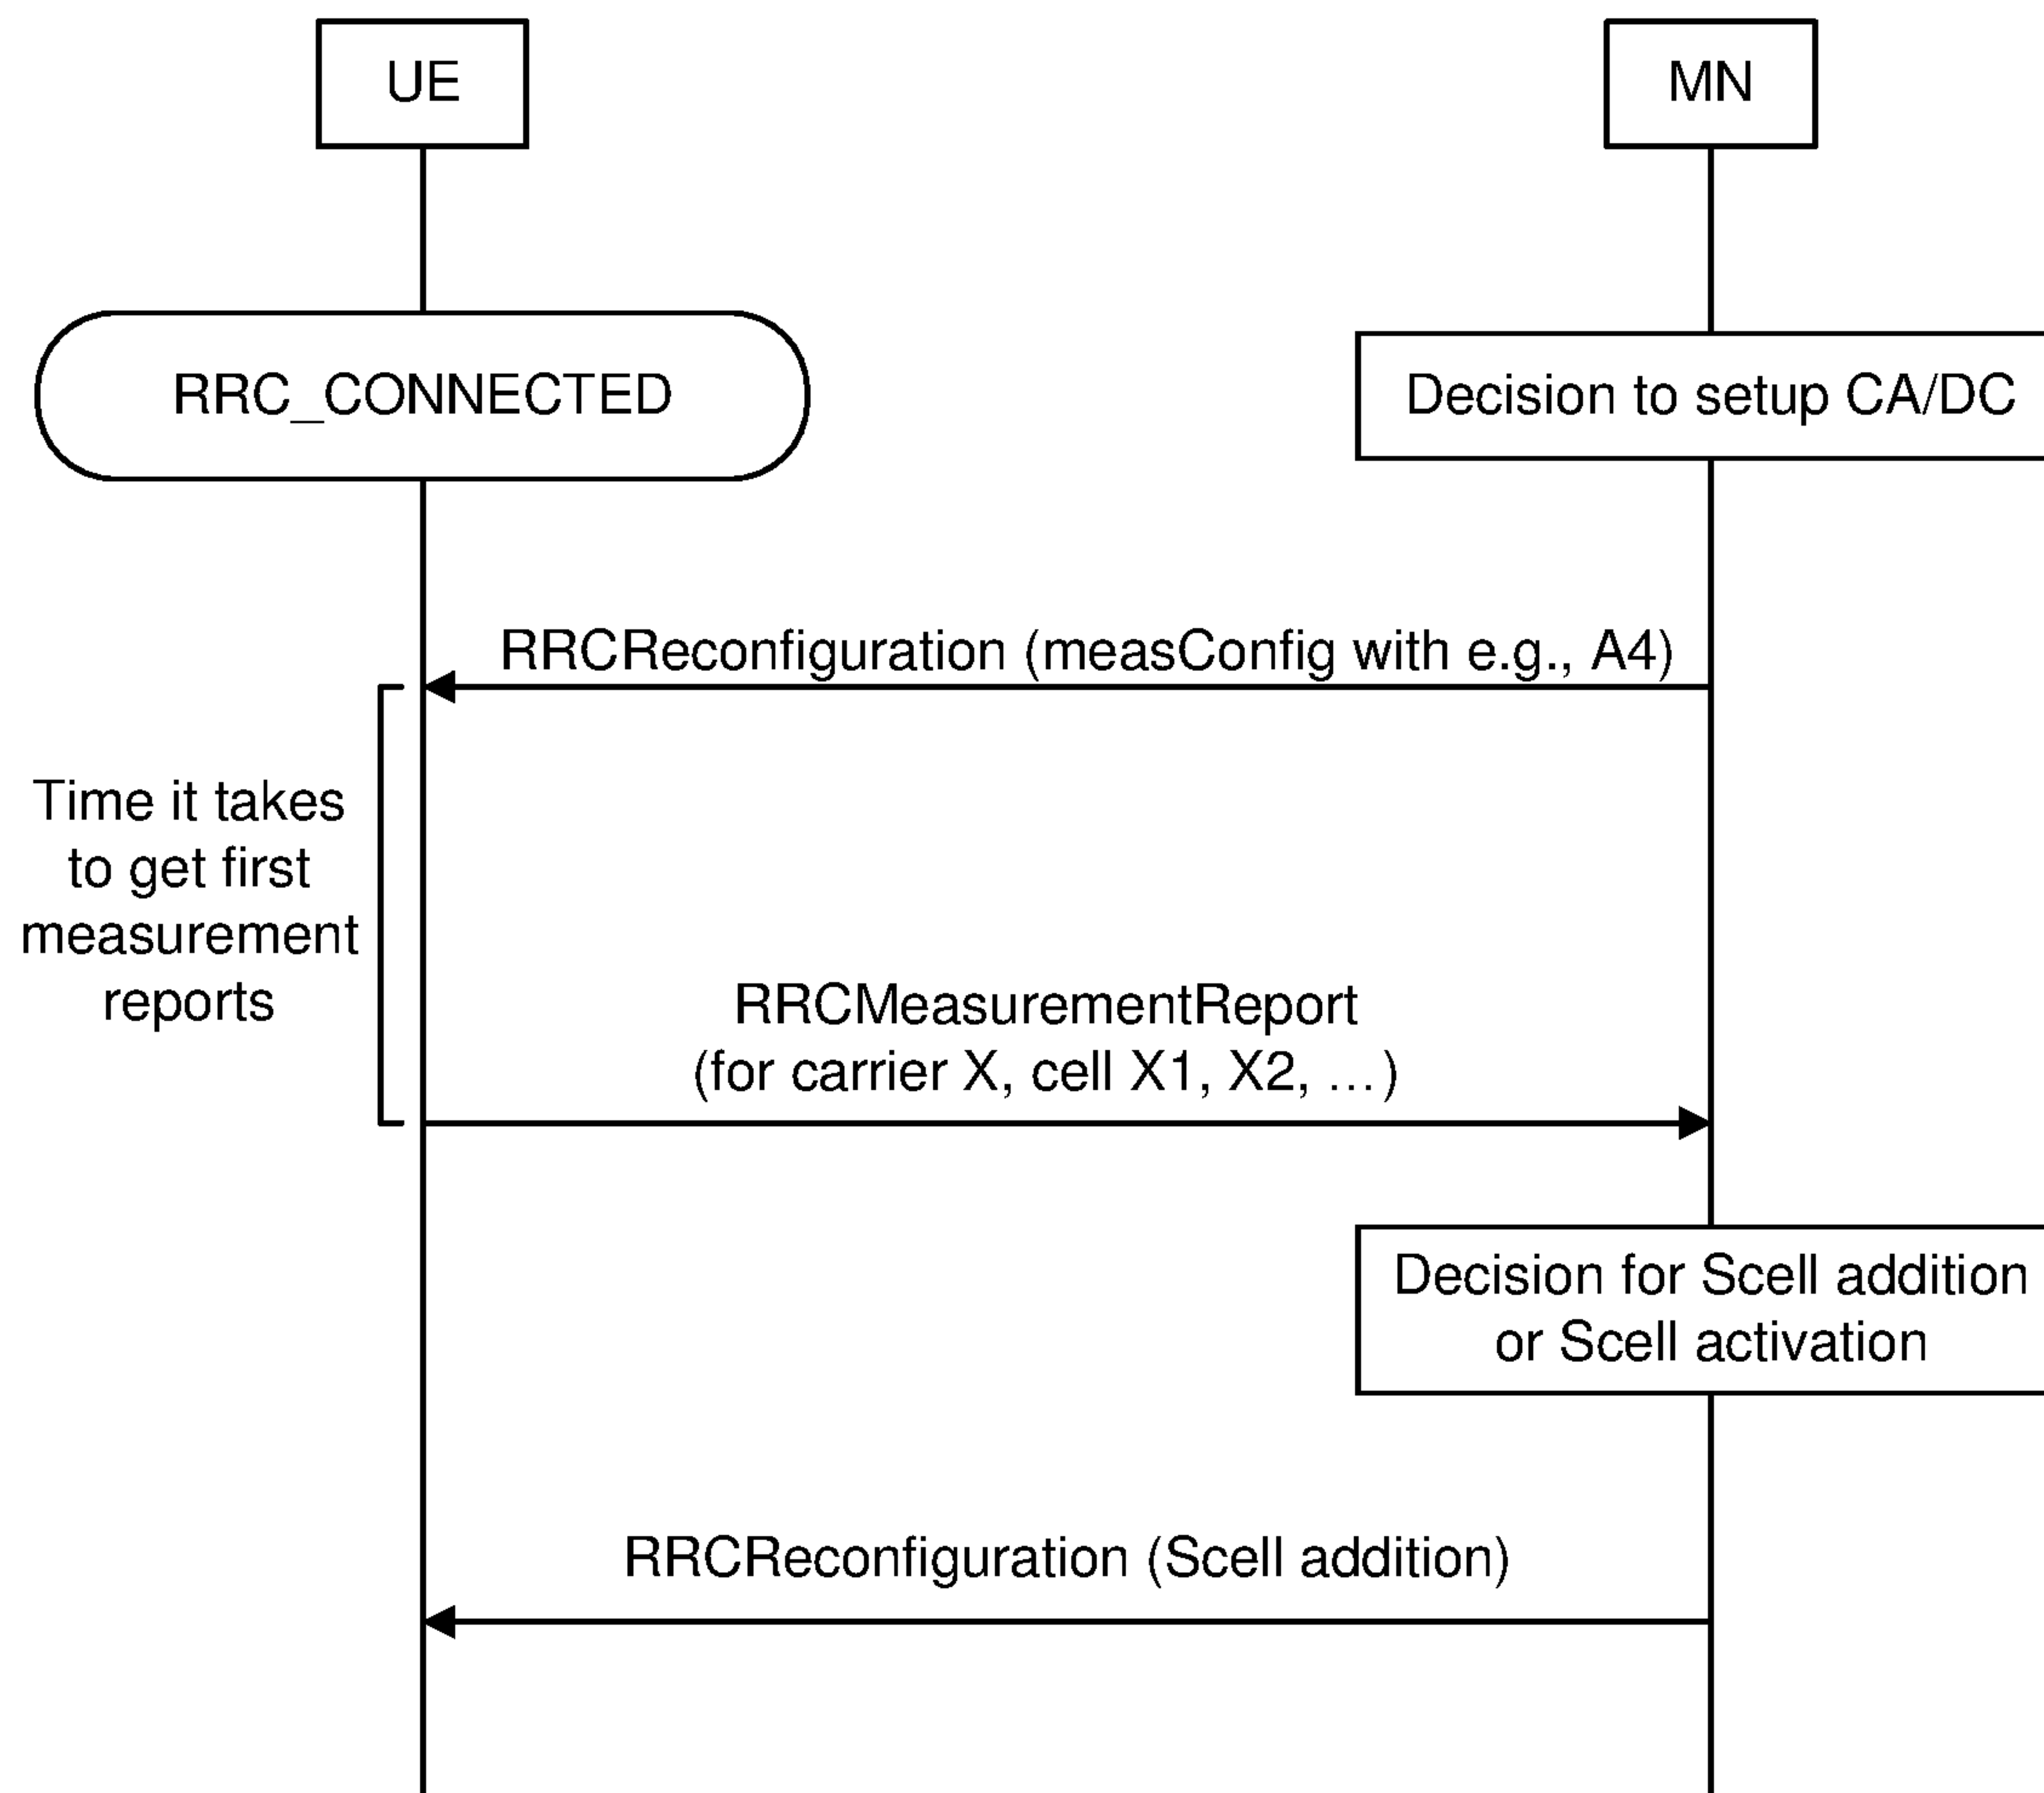 UE
MN
RRC_CONNECTED
Decision to setup CA/DC
RRCReconfiguration (measConfig with e.g., A4)
Time it takes
to get first
measurement
reports
RRCMeasurementReport
(for carrier X, cell X1, X2, ...)
Decision for Scell addition
or Scell activation
RRCReconfiguration (Scell addition)